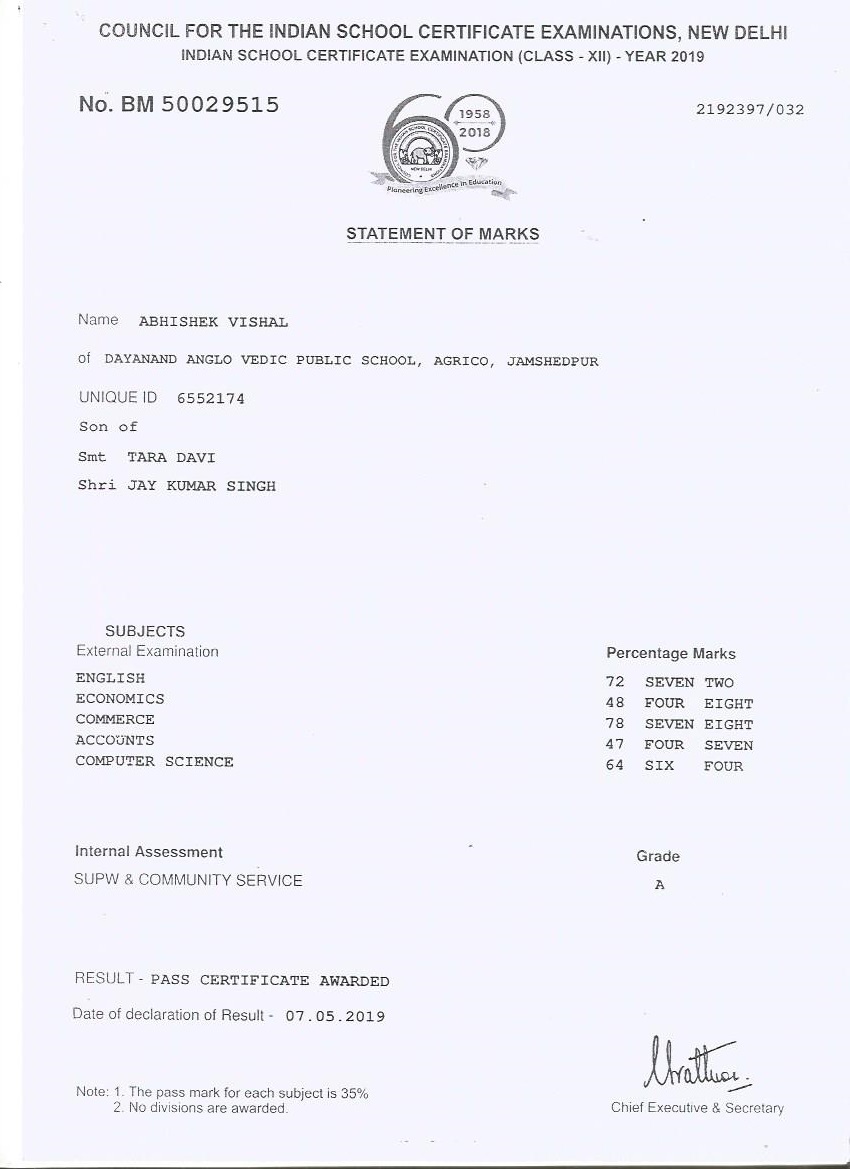 COUNCIL FOR THE INDIAN SCHOOL CERTIFICATE EXAMINATIONS, NEW DELHI
INDIAN SCHOOL CERTIFICATE EXAMINATION (CLASS - XII) - YEAR 2019
No. BM 50029515
2192397/032
1958
2018
NEW DELHI
Pioneering Excellence in Education
STATEMENT OF MARKS
Name ABHISHEK VISHAL
of DAYANAND ANGLO VEDIC PUBLIC SCHOOL, AGRICO, JAMSHEDPUR
UNIQUE ID 6552174
Son of
Smt TARA DAVI
Shri JAY KUMAR SINGH
SUBJECTS
External Examination Percentage Marks
ENGLISH 72 SEVEN TWO
ECONOMICS 48 FOUR EIGHT
COMMERCE 78 SEVEN EIGHT
ACCOUNTS 47 FOUR SEVEN
COMPUTER SCIENCE 64 SIX FOUR
Internal Assessment Grade
SUPW & COMMUNITY SERVICE A
RESULT - PASS CERTIFICATE AWARDED
Date of declaration of Result - 07.05.2019
Note: 1. The pass mark for each subject is 35%
2. No divisions are awarded.
Chief Executive & Secretary